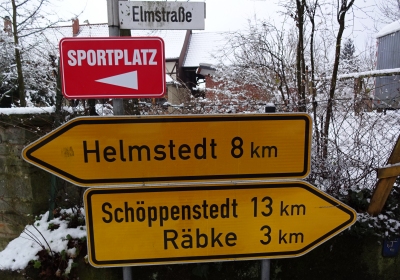 Elmstraße
SPORTPLATZ
Helmstedt 8 km
Schöppenstedt 13 km
Räbke 3 km